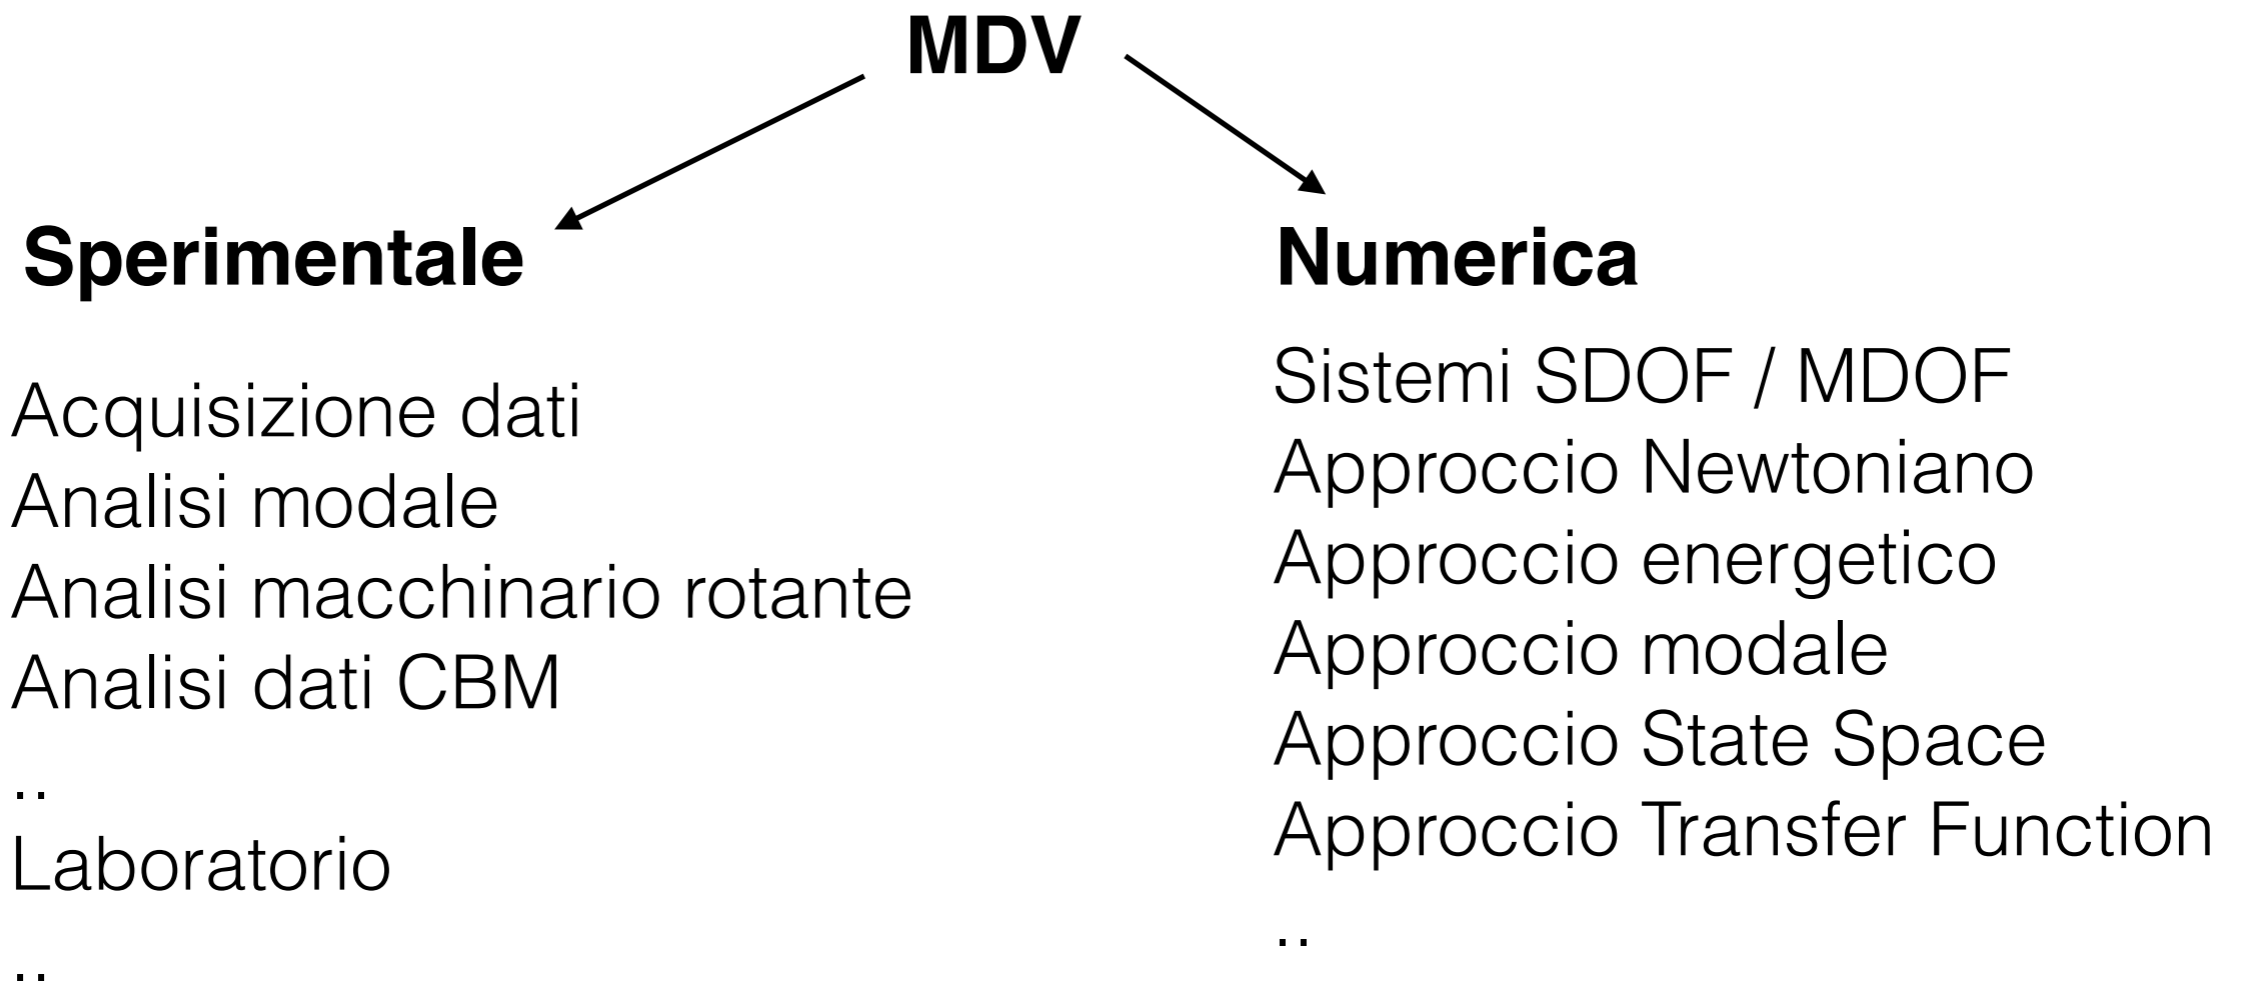 MDV
Sperimentale
Acquisizione dati
Analisi modale
Analisi macchinario rotante
Analisi dati CBM
..
Laboratorio
..
Numerica
Sistemi SDOF / MDOF
Approccio Newtoniano
Approccio energetico
Approccio modale
Approccio State Space
Approccio Transfer Function
..